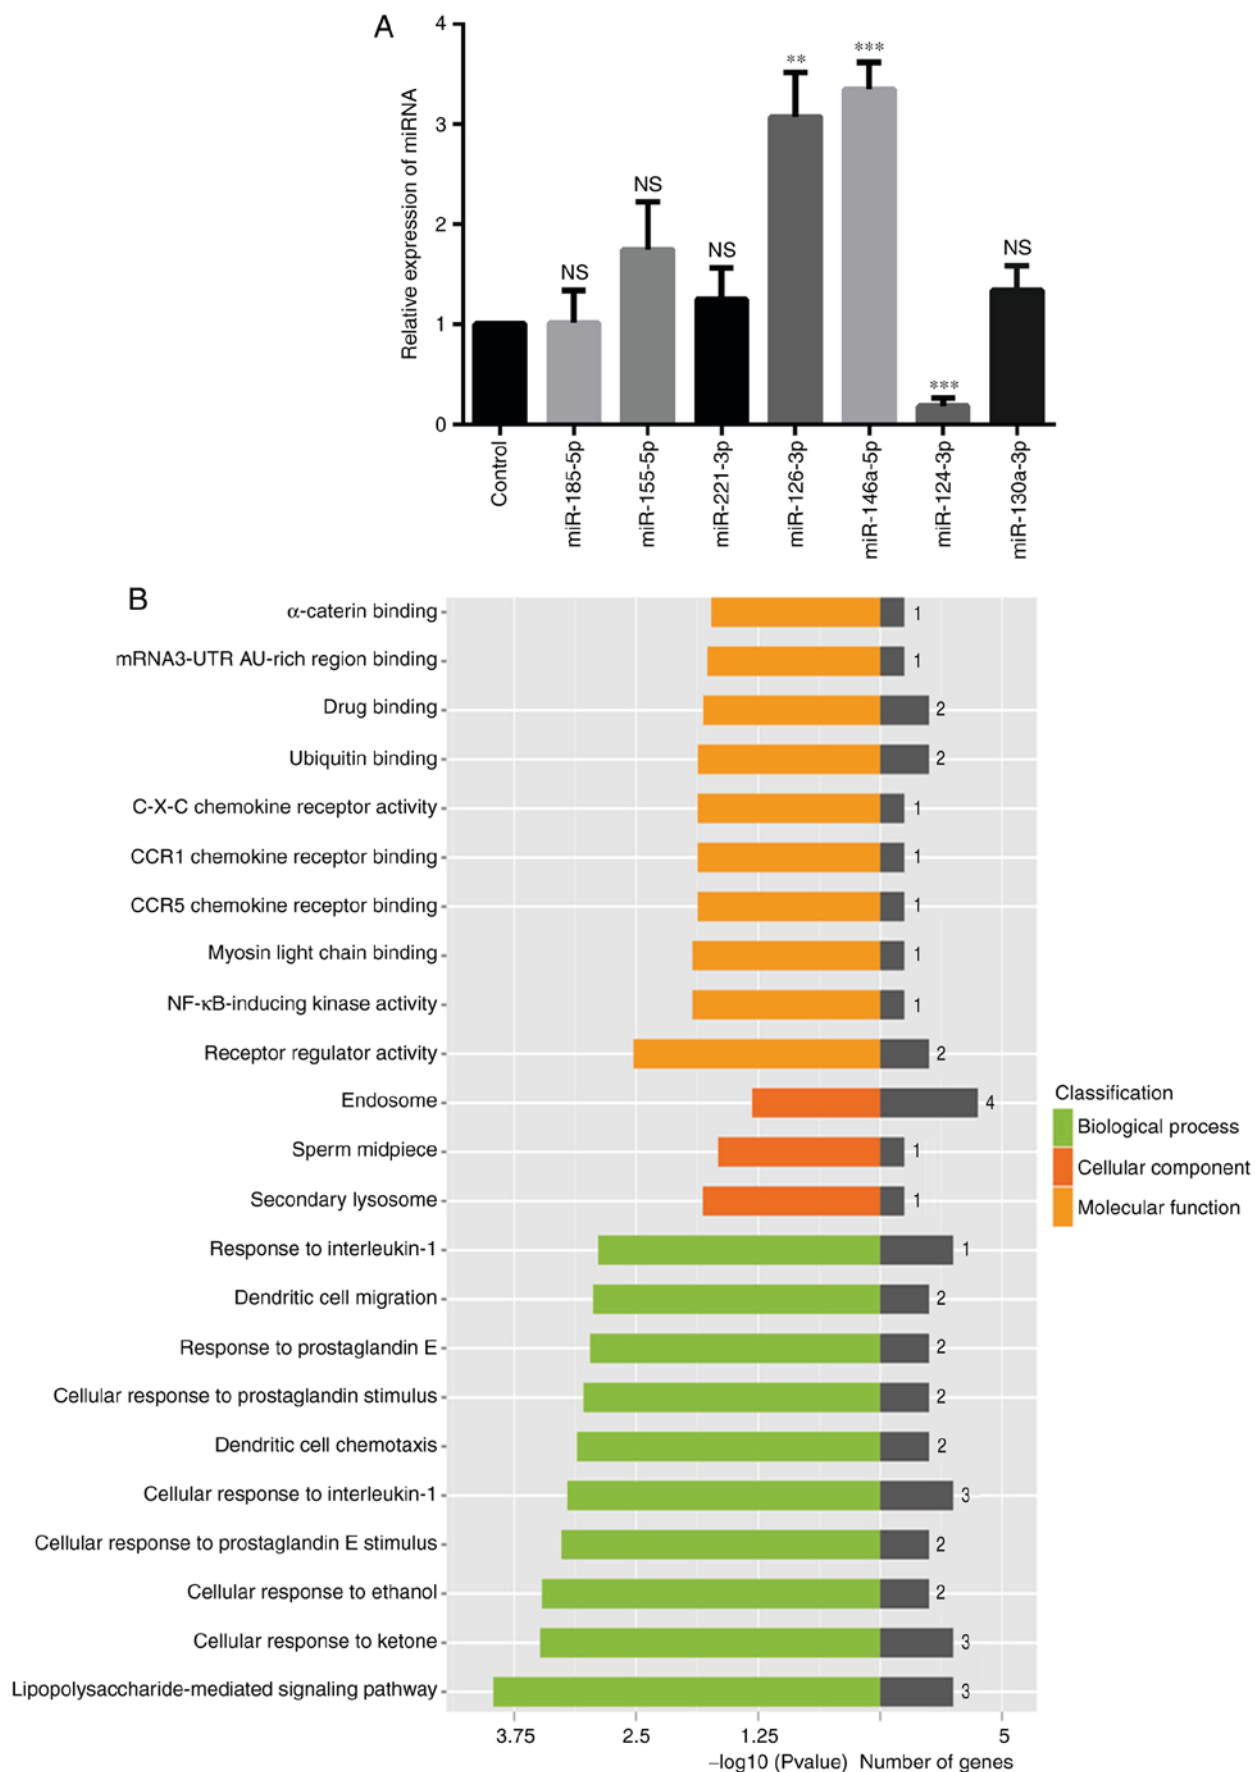 A
Relative expression of miRNA
4
3
2
1
0
NS
NS
NS
**
***
***
NS
Control
miR-185-5p
miR-155-5p
miR-221-3p
miR-126-3p
miR-146a-5p
miR-124-3p
miR-130a-3p
B
α-caterin binding 1
mRNA3-UTR AU-rich region binding 1
Drug binding 2
Ubiquitin binding 2
C-X-C chemokine receptor activity 1
CCR1 chemokine receptor binding 1
CCR5 chemokine receptor binding 1
Myosin light chain binding 1
NF-κB-inducing kinase activity 1
Receptor regulator activity 2
Endosome 4
Sperm midpiece 1
Secondary lysosome 1
Response to interleukin-1 1
Dendritic cell migration 2
Response to prostaglandin E 2
Cellular response to prostaglandin stimulus 2
Dendritic cell chemotaxis 2
Cellular response to interleukin-1 3
Cellular response to prostaglandin E stimulus 2
Cellular response to ethanol 2
Cellular response to ketone 3
Lipopolysaccharide-mediated signaling pathway 3
3.75 2.5 1.25 5
−log10 (Pvalue) Number of genes
Classification
Biological process
Cellular component
Molecular function